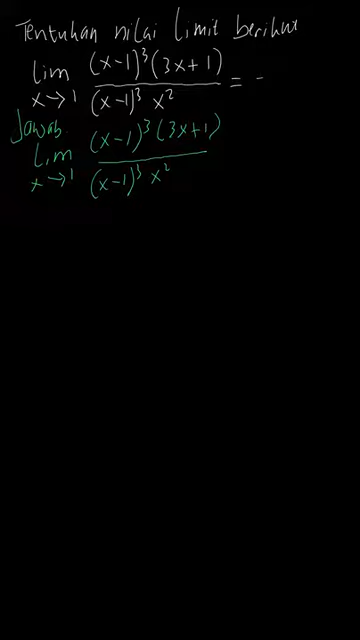 Tentukan nilai limit berikut
lim x→1 (x-1)³(3x+1) / (x-1)³ x² = -
Jawab
Lim x→1 (x-1)³(3x+1) / (x-1)³ x²